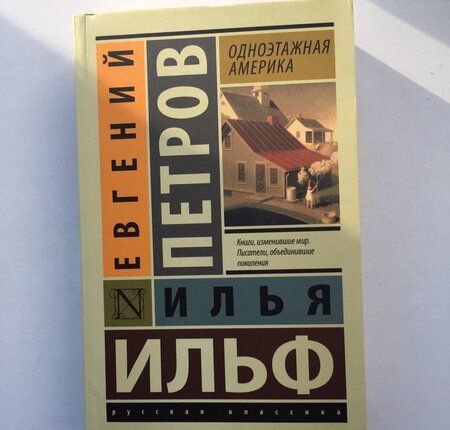 ЕВГЕНИЙ
ПЕТРОВ
ОДНОЭТАЖНАЯ
АМЕРИКА
Книги, изменившие мир.
Писатели, объединившие
поколения
N
ИЛЬЯ
ИЛЬФ
русская классика